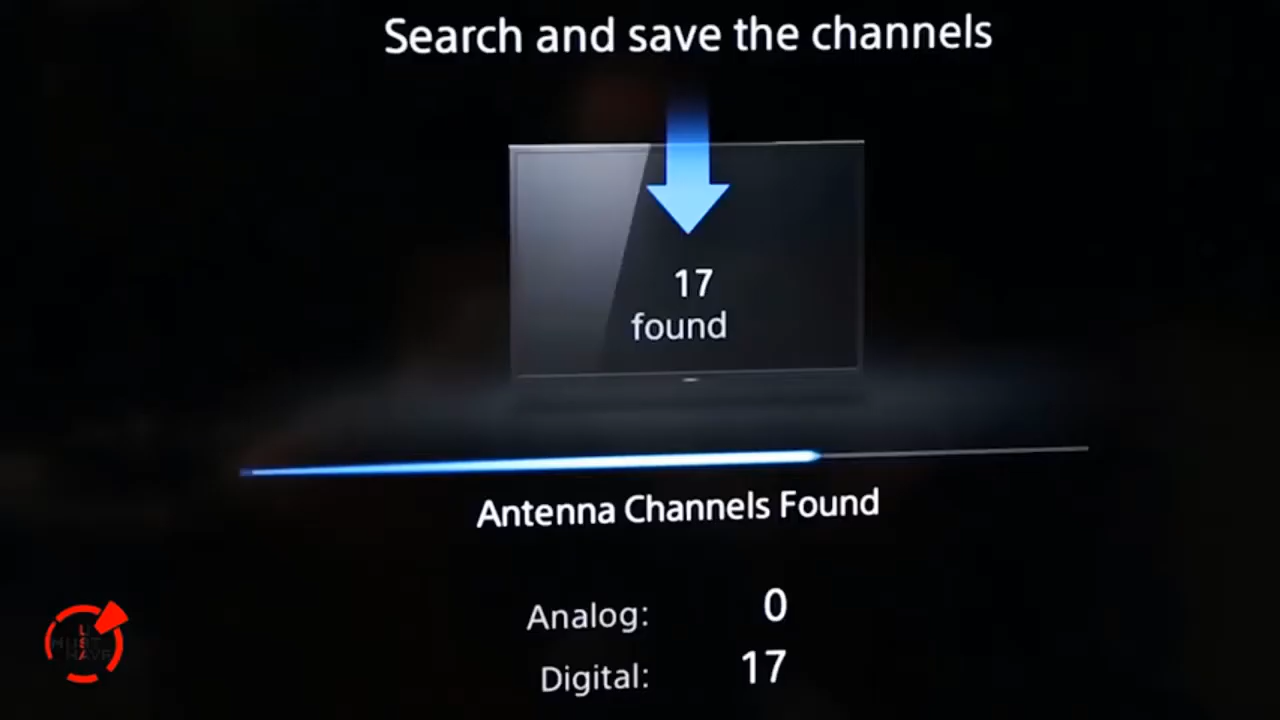 Search and save the channels
17
found
Antenna Channels Found
Analog: 0
Digital: 17